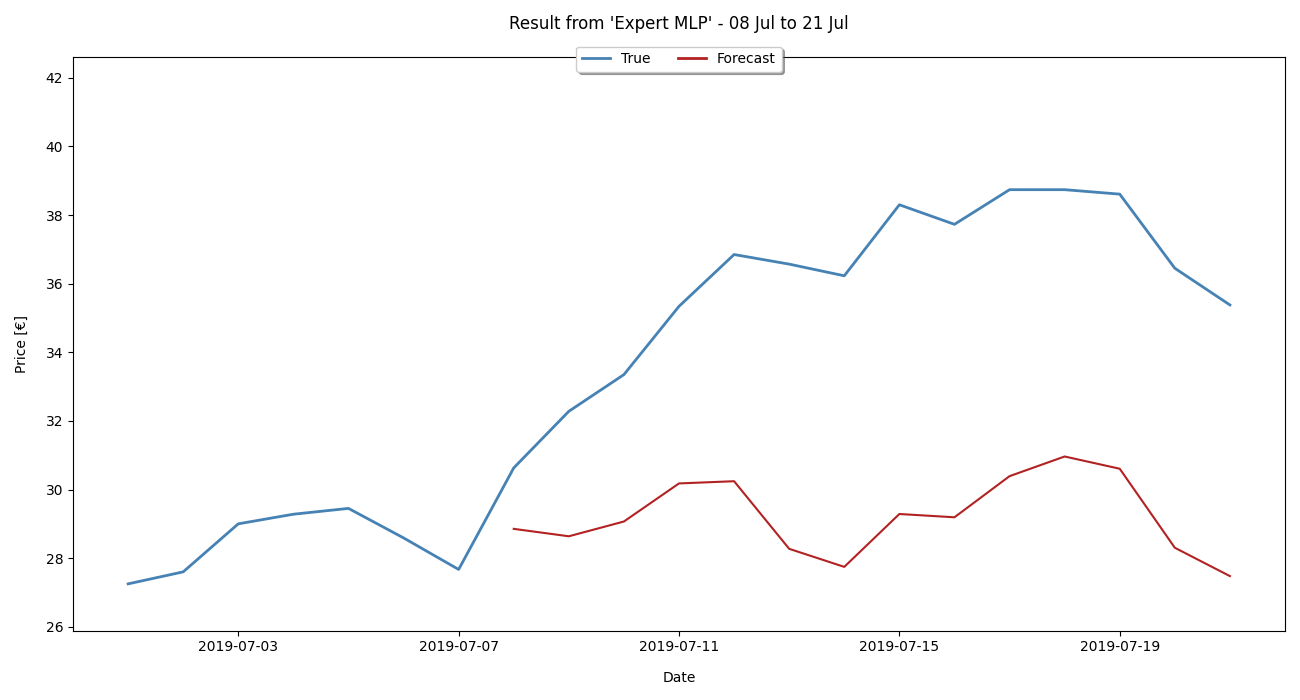 Result from 'Expert MLP' - 08 Jul to 21 Jul
True Forecast
42
40
38
36
34
32
30
28
26
Price [€]
2019-07-03 2019-07-07 2019-07-11 2019-07-15 2019-07-19
Date